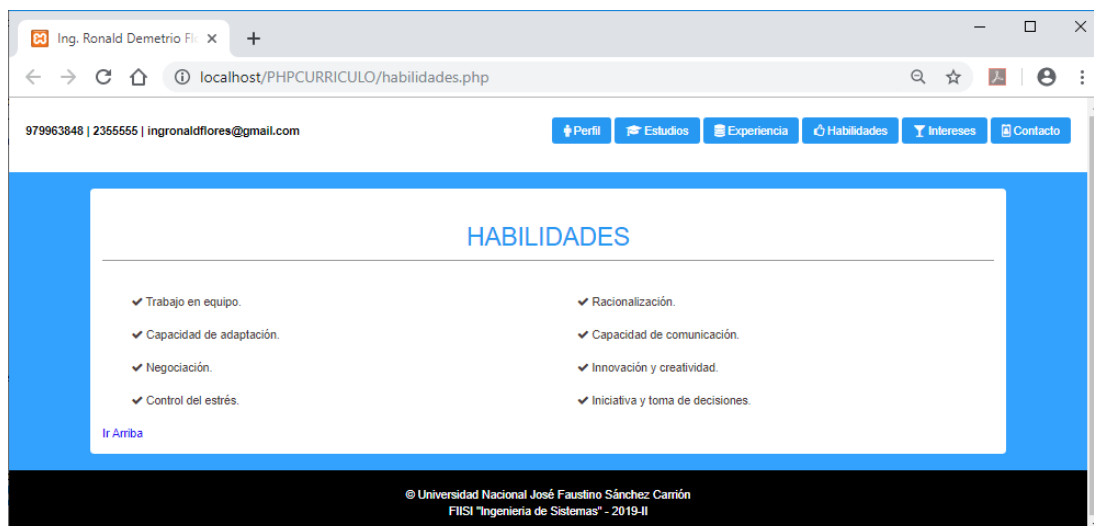 Ing. Ronald Demetrio Fl
localhost/PHPCURRICULO/habilidades.php
979963848 | 2355555 | ingronaldflores@gmail.com
Perfil Estudios Experiencia Habilidades Intereses Contacto
HABILIDADES
Trabajo en equipo. Racionalización.
Capacidad de adaptación. Capacidad de comunicación.
Negociación. Innovación y creatividad.
Control del estrés. Iniciativa y toma de decisiones.
Ir Arriba
© Universidad Nacional José Faustino Sánchez Carrión
FIISI "Ingenieria de Sistemas" - 2019-II